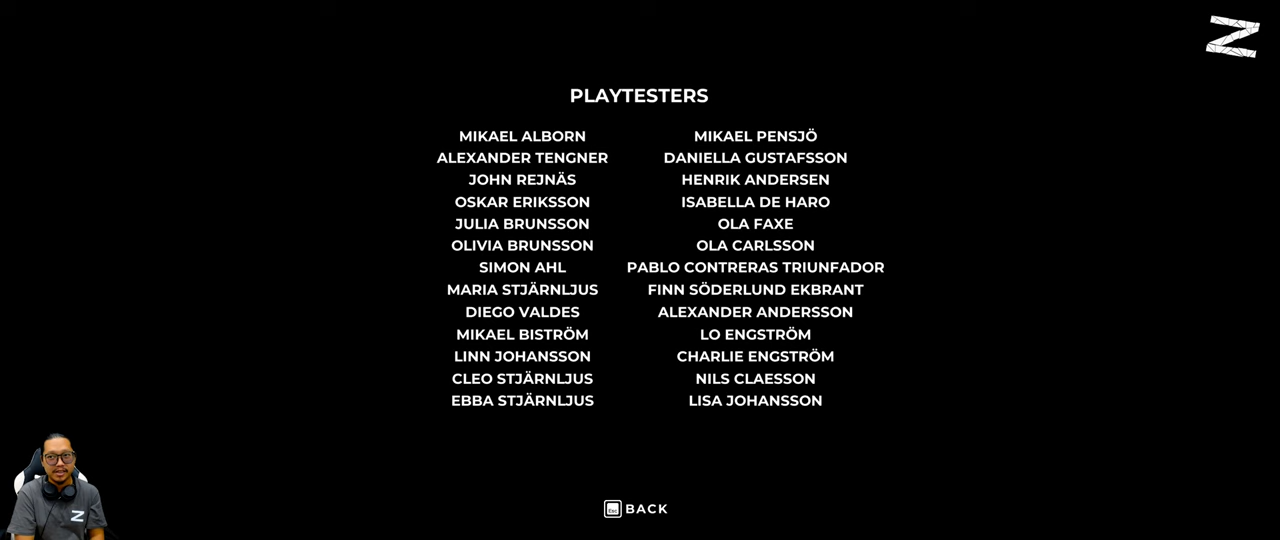 Z
PLAYTESTERS
MIKAEL ALBORN
ALEXANDER TENGNER
JOHN REJNÄS
OSKAR ERIKSSON
JULIA BRUNSSON
OLIVIA BRUNSSON
SIMON AHL
MARIA STJÄRNLJUS
DIEGO VALDES
MIKAEL BISTRÖM
LINN JOHANSSON
CLEO STJÄRNLJUS
EBBA STJÄRNLJUS
MIKAEL PENSJÖ
DANIELLA GUSTAFSSON
HENRIK ANDERSEN
ISABELLA DE HARO
OLA FAXE
OLA CARLSSON
PABLO CONTRERAS TRIUNFADOR
FINN SÖDERLUND EKBRANT
ALEXANDER ANDERSSON
LO ENGSTRÖM
CHARLIE ENGSTRÖM
NILS CLAESSON
LISA JOHANSSON
Z
Esc BACK